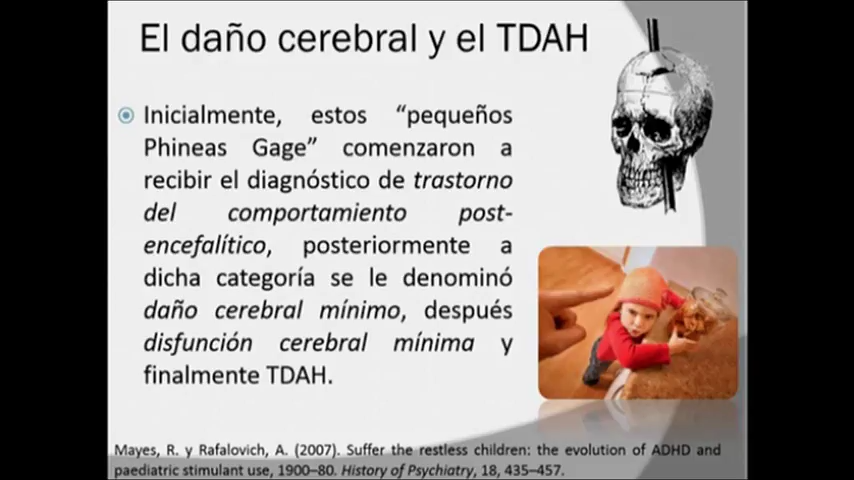 El daño cerebral y el TDAH
Inicialmente, estos “pequeños
Phineas Gage” comenzaron a
recibir el diagnóstico de trastorno
del comportamiento post-
encefalítico, posteriormente a
dicha categoría se le denominó
daño cerebral mínimo, después
disfunción cerebral mínima y
finalmente TDAH.
Mayes, R. y Rafalovich, A. (2007). Suffer the restless children: the evolution of ADHD and
paediatric stimulant use, 1900–80. History of Psychiatry, 18, 435–457.